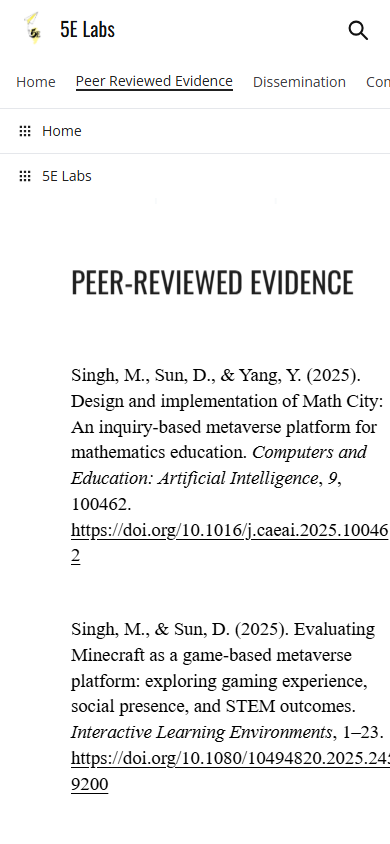 5E Labs
Home Peer Reviewed Evidence Dissemination
Home
5E Labs
PEER-REVIEWED EVIDENCE
Singh, M., Sun, D., & Yang, Y. (2025).
Design and implementation of Math City:
An inquiry-based metaverse platform for
mathematics education. Computers and
Education: Artificial Intelligence, 9,
100462.
https://doi.org/10.1016/j.caeai.2025.10046
2
Singh, M., & Sun, D. (2025). Evaluating
Minecraft as a game-based metaverse
platform: exploring gaming experience,
social presence, and STEM outcomes.
Interactive Learning Environments, 1–23.
https://doi.org/10.1080/10494820.2025.245
9200